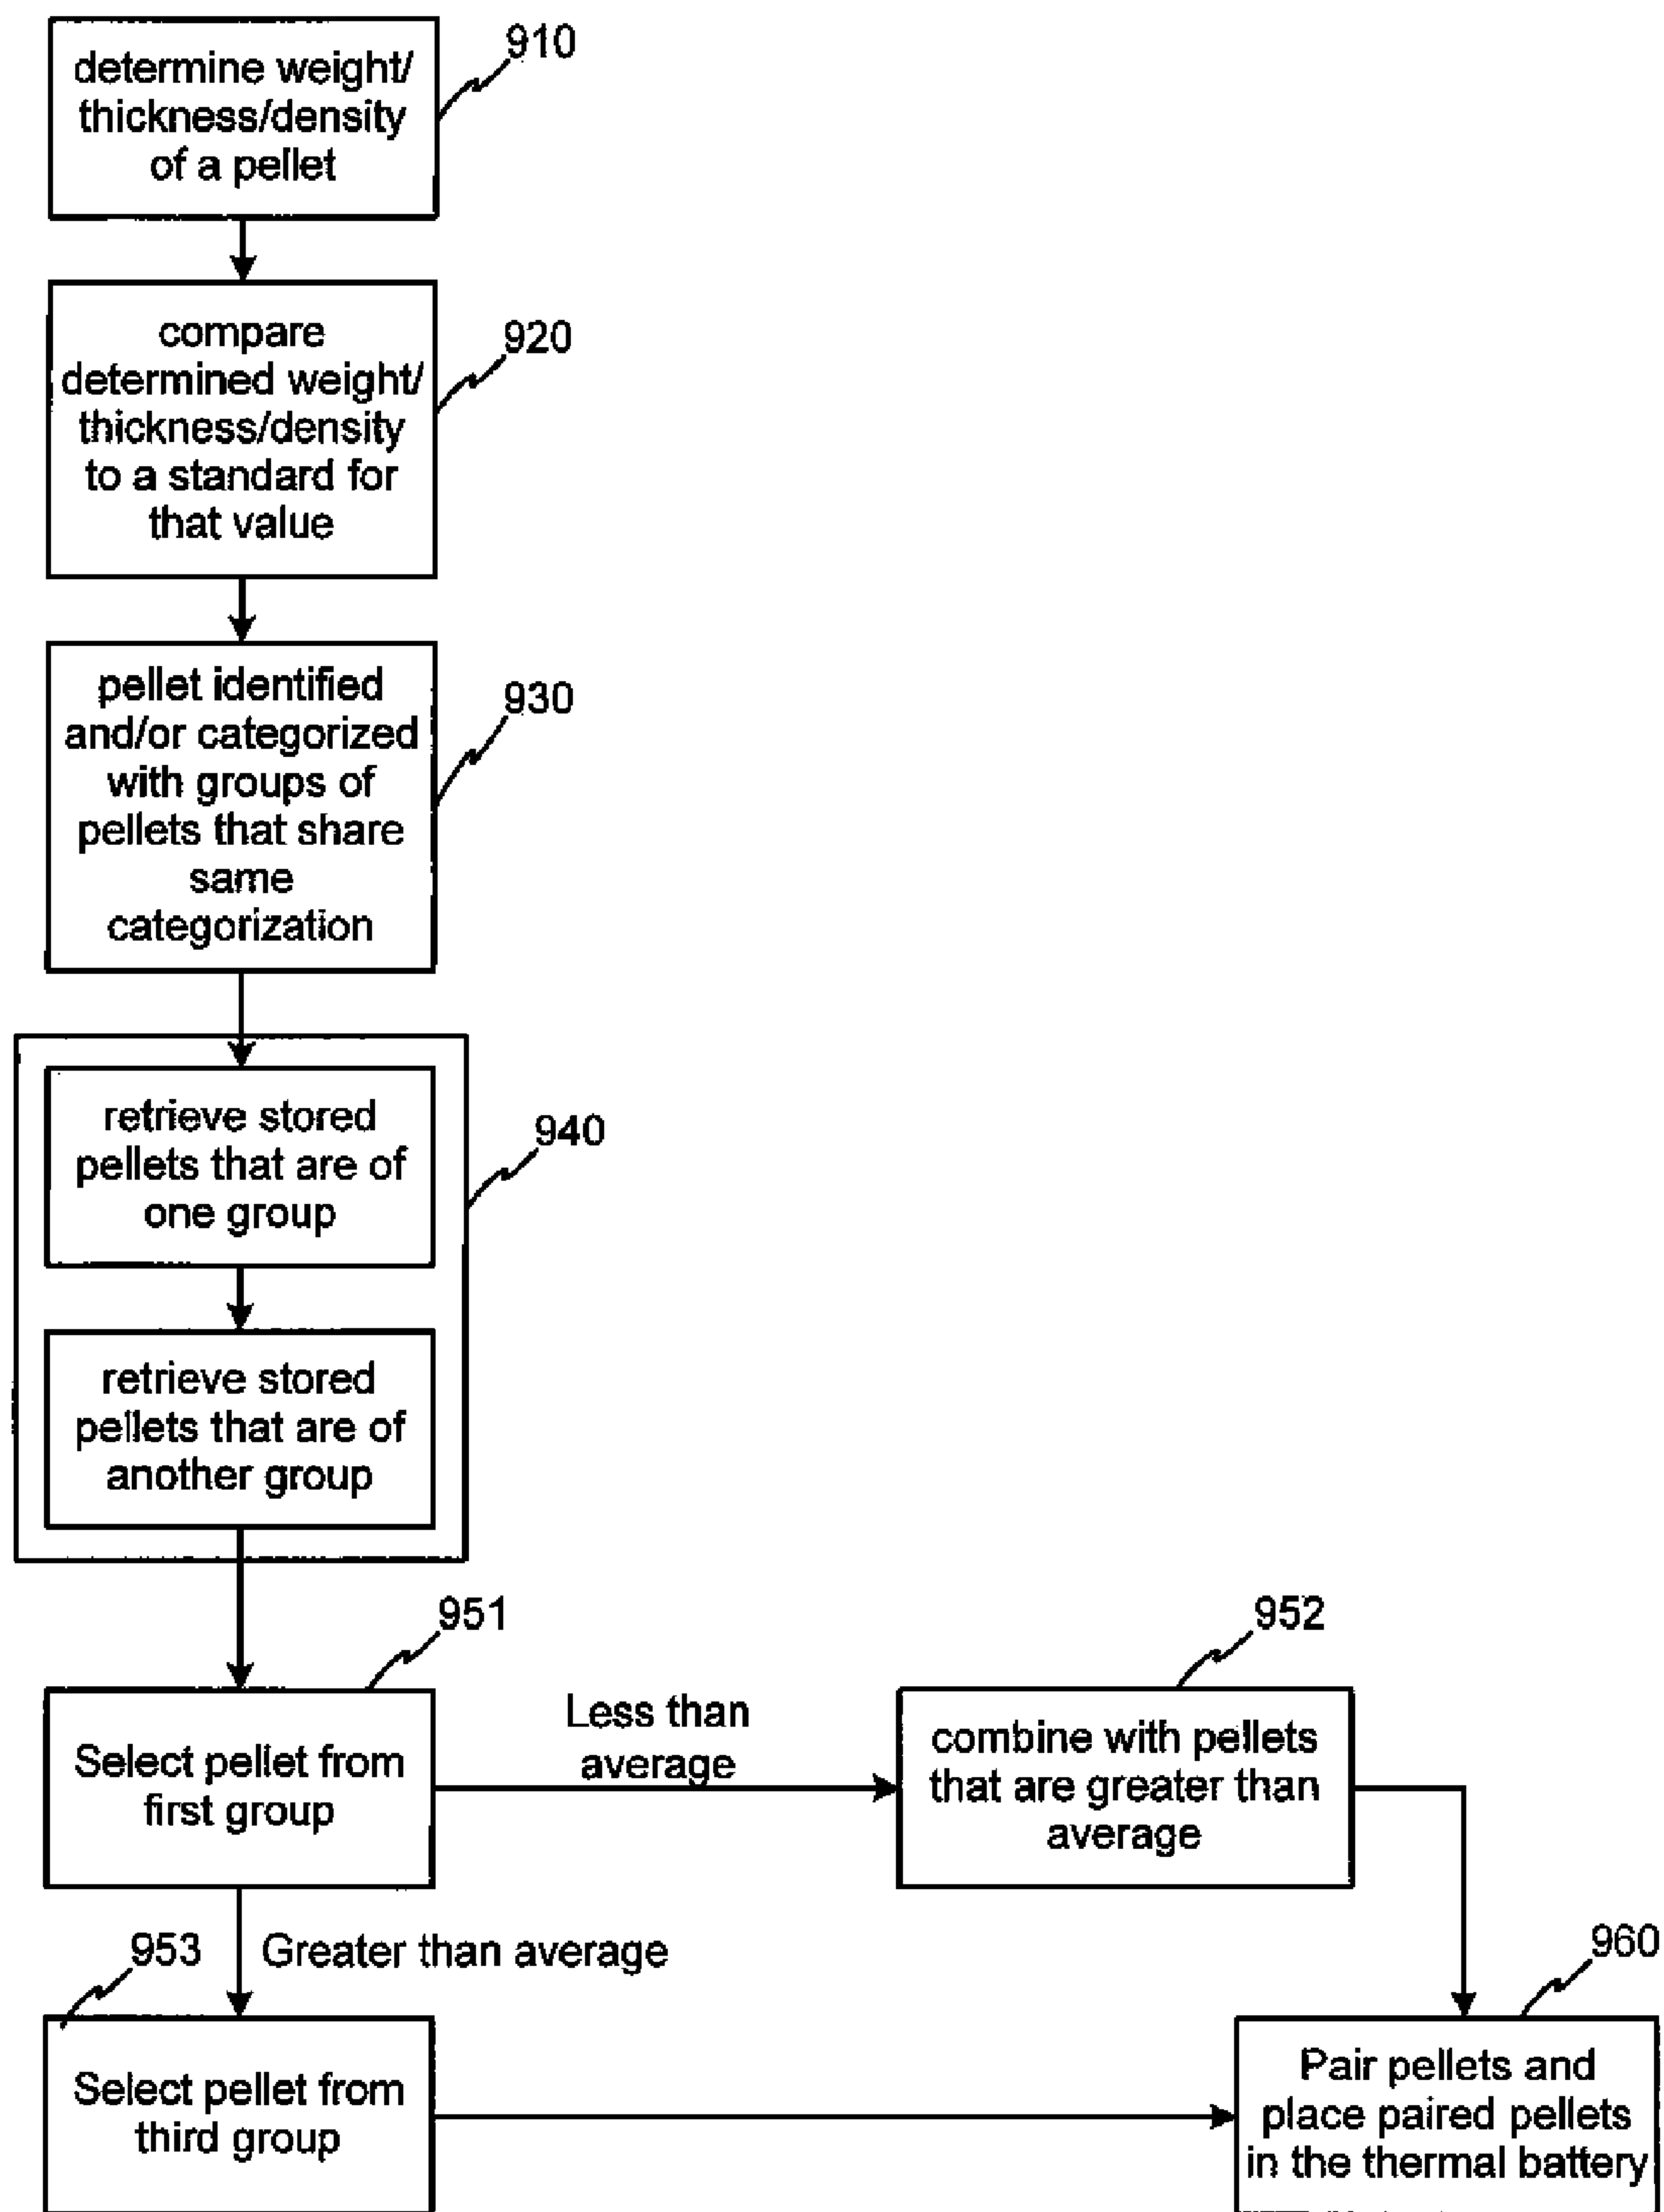 determine weight/
thickness/density
of a pellet
910
compare
determined weight/
thickness/density
to a standard for
that value
920
pellet identified
and/or categorized
with groups of
pellets that share
same
categorization
930
retrieve stored
pellets that are of
one group
940
retrieve stored
pellets that are of
another group
951
Select pellet from
first group
Less than
average
952
combine with pellets
that are greater than
average
953
Greater than average
Select pellet from
third group
960
Pair pellets and
place paired pellets
in the thermal battery